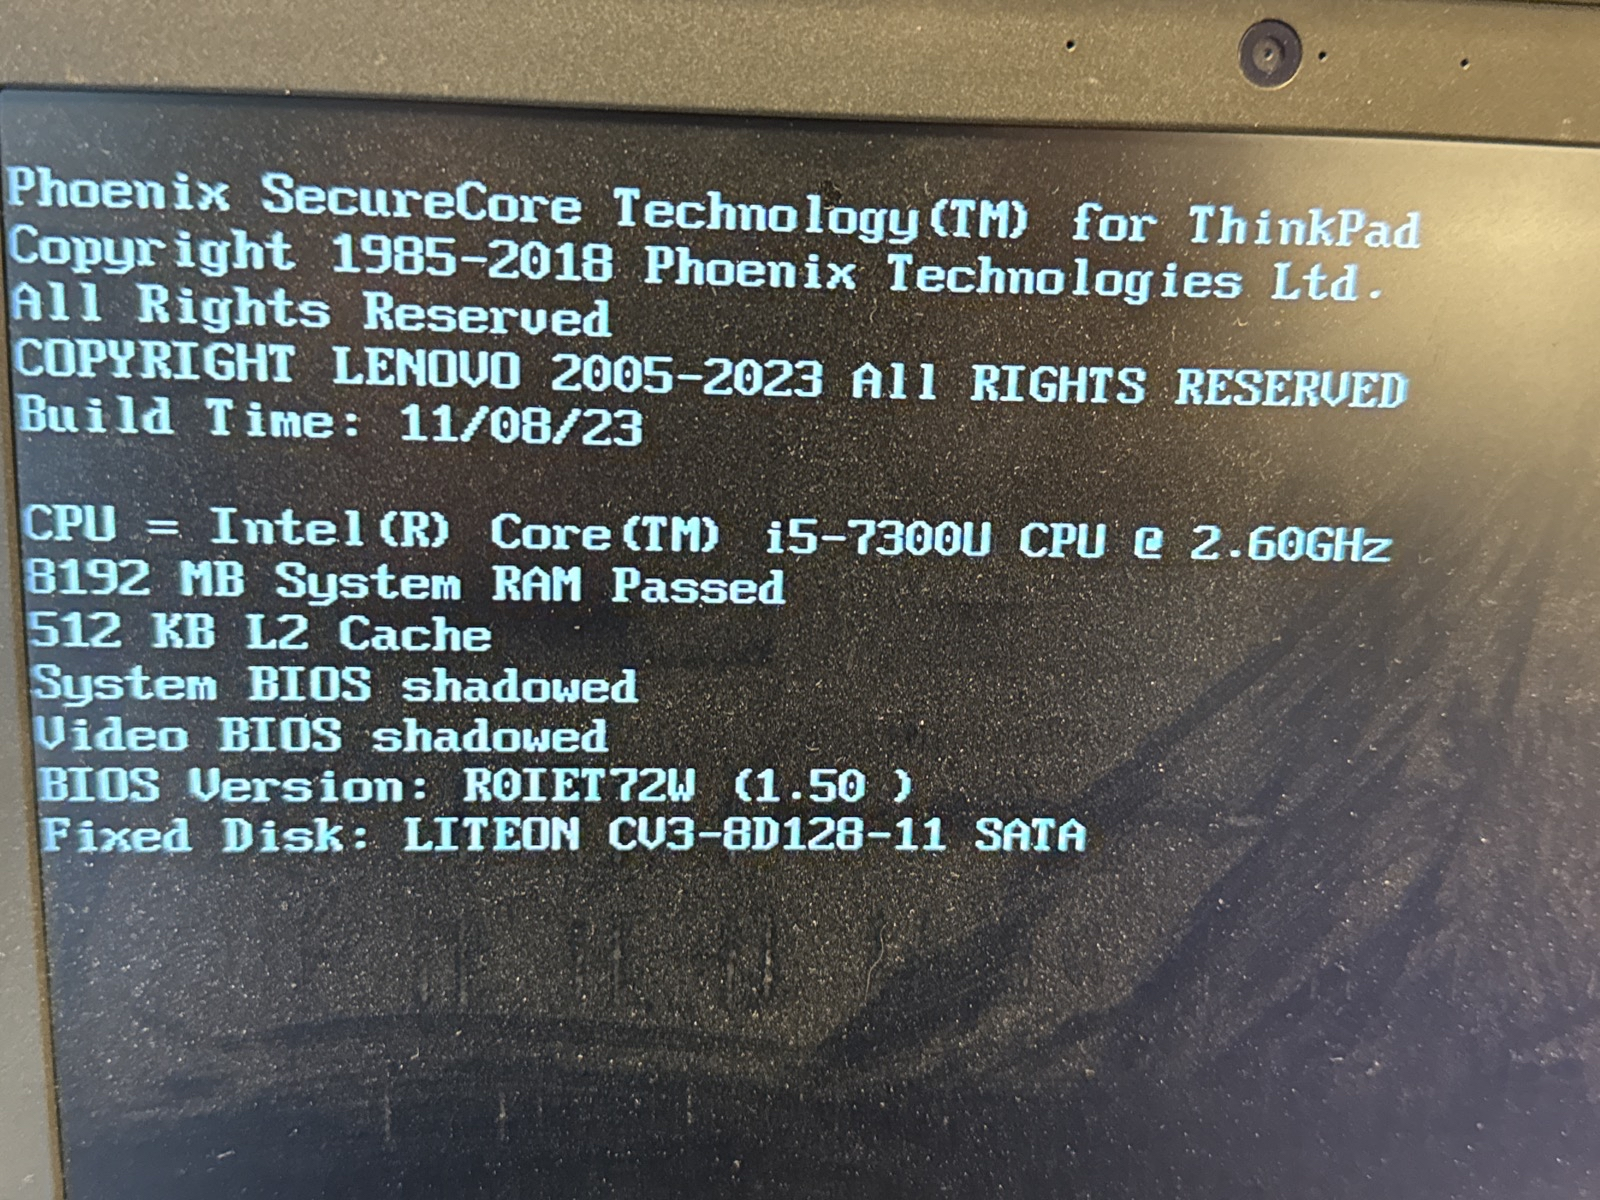 Phoenix SecureCore Technology(TM) for ThinkPad
Copyright 1985-2018 Phoenix Technologies Ltd.
All Rights Reserved
COPYRIGHT LENOVO 2005-2023 All RIGHTS RESERVED
Build Time: 11/08/23
CPU = Intel(R) Core(TM) i5-7300U CPU @ 2.60GHz
8192 MB System RAM Passed
512 KB L2 Cache
System BIOS shadowed
Video BIOS shadowed
BIOS Version: R0IET72W (1.50 )
Fixed Disk: LITEON CV3-8D128-11 SATA